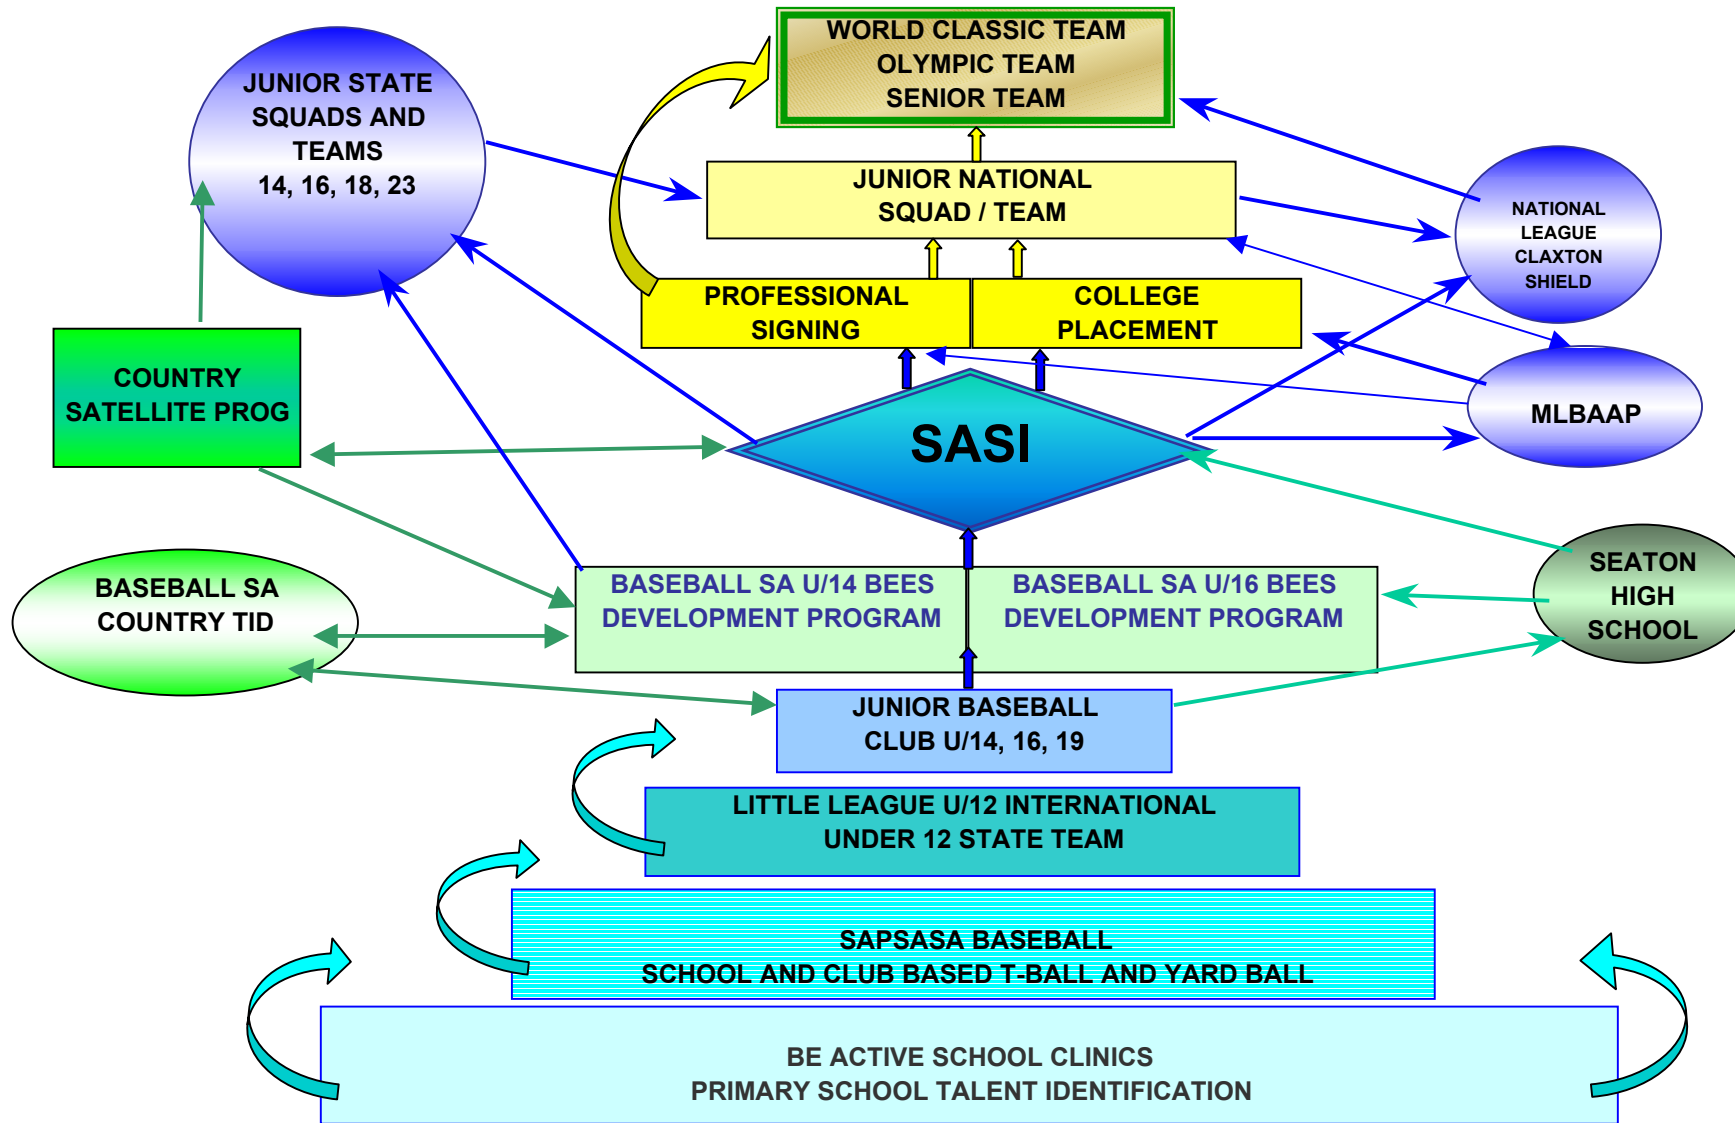 WORLD CLASSIC TEAM
OLYMPIC TEAM
SENIOR TEAM
JUNIOR STATE
SQUADS AND
TEAMS
14, 16, 18, 23
JUNIOR NATIONAL
SQUAD / TEAM
NATIONAL
LEAGUE
CLAXTON
SHIELD
PROFESSIONAL
SIGNING
COLLEGE
PLACEMENT
COUNTRY
SATELLITE PROG
MLBAAP
SASI
BASEBALL SA
COUNTRY TID
BASEBALL SA U/14 BEES
DEVELOPMENT PROGRAM
BASEBALL SA U/16 BEES
DEVELOPMENT PROGRAM
SEATON
HIGH
SCHOOL
JUNIOR BASEBALL
CLUB U/14, 16, 19
LITTLE LEAGUE U/12 INTERNATIONAL
UNDER 12 STATE TEAM
SAPSASA BASEBALL
SCHOOL AND CLUB BASED T-BALL AND YARD BALL
BE ACTIVE SCHOOL CLINICS
PRIMARY SCHOOL TALENT IDENTIFICATION